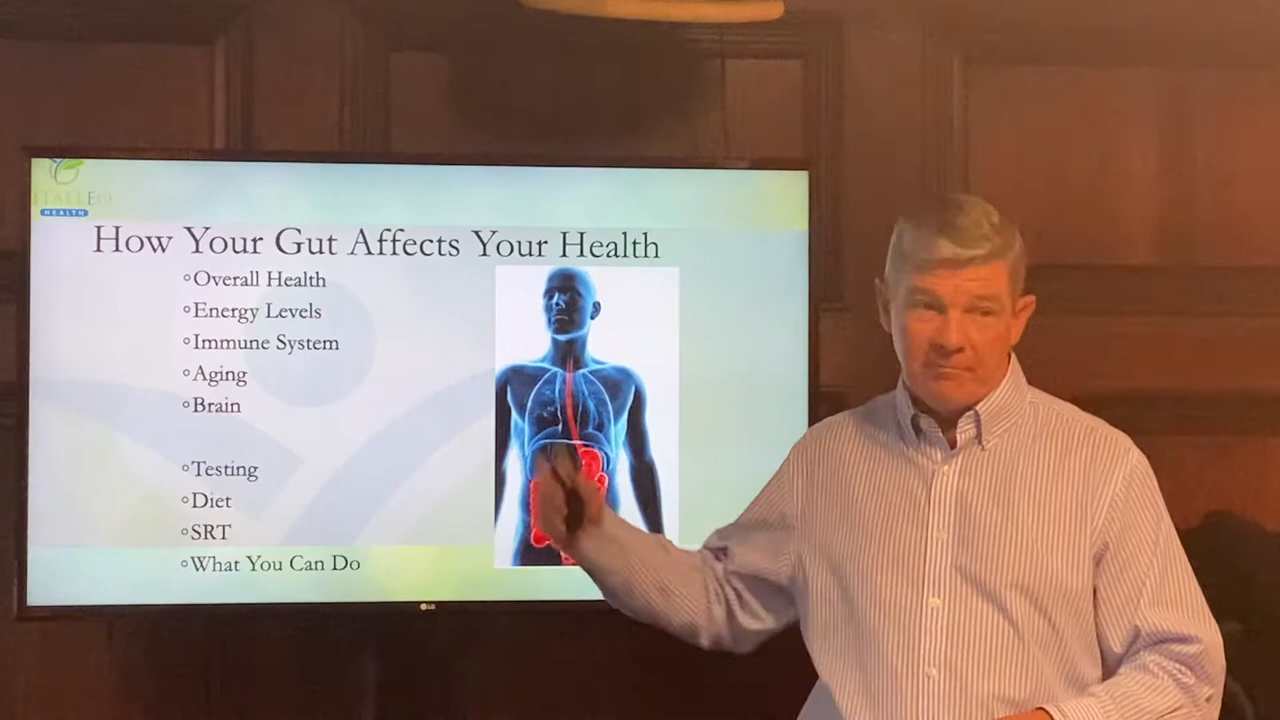 HEALTH
How Your Gut Affects Your Health
Overall Health
Energy Levels
Immune System
Aging
Brain
Testing
Diet
SRT
What You Can Do
LG